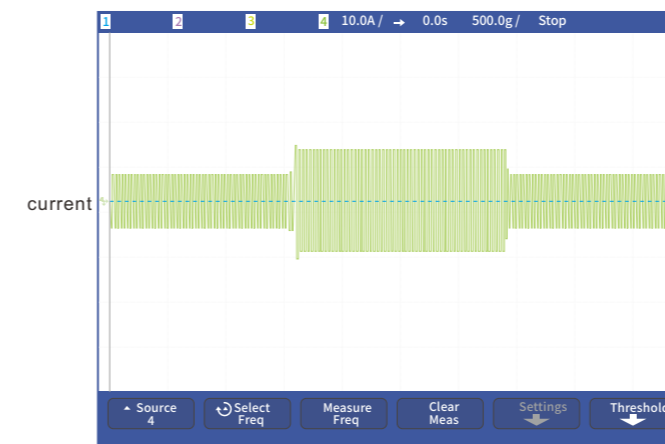 1 2 3 4 10.0A/ → 0.0s 500.0g/ Stop
current
Source
4
Select
Freq
Measure
Freq
Clear
Meas
Settings
Threshold